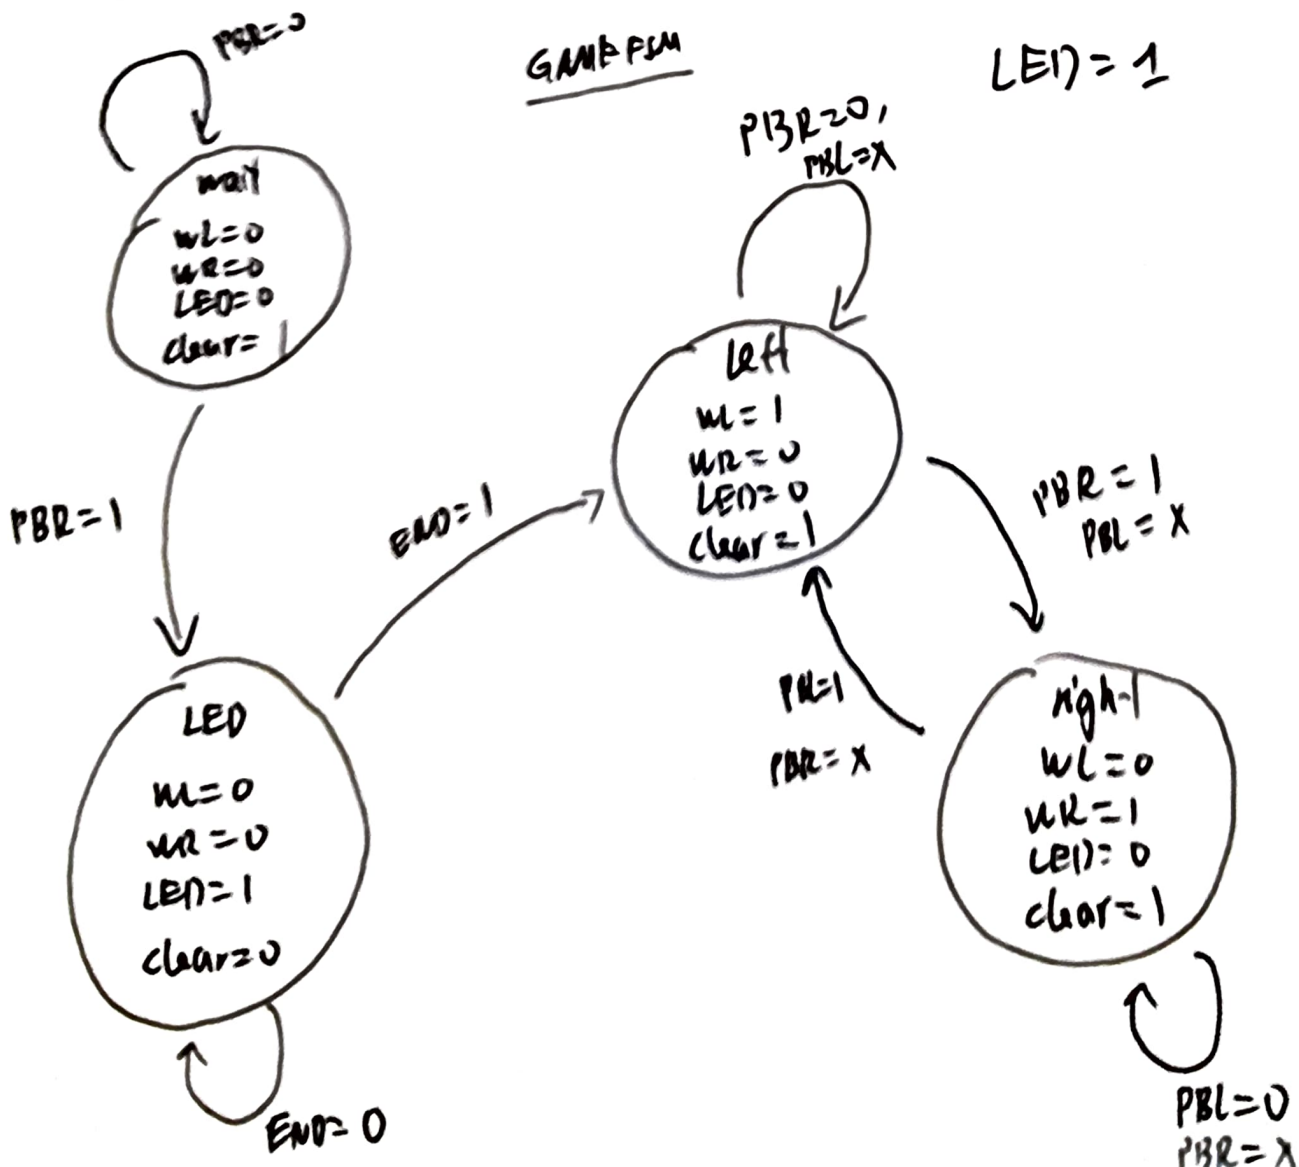 PBR=0
GAME FSM
LED=1
PBR=0,
PBL=X
wait
WL=0
WR=0
LED=0
clear=1
left
WL=1
WR=0
LED=0
clear=1
PBR=1
END=1
PBR=1
PBL=X
LED
WL=0
WR=0
LED=1
clear=0
PBL=1
PBR=X
right
WL=0
WR=1
LED=0
clear=1
END=0
PBL=0
PBR=X